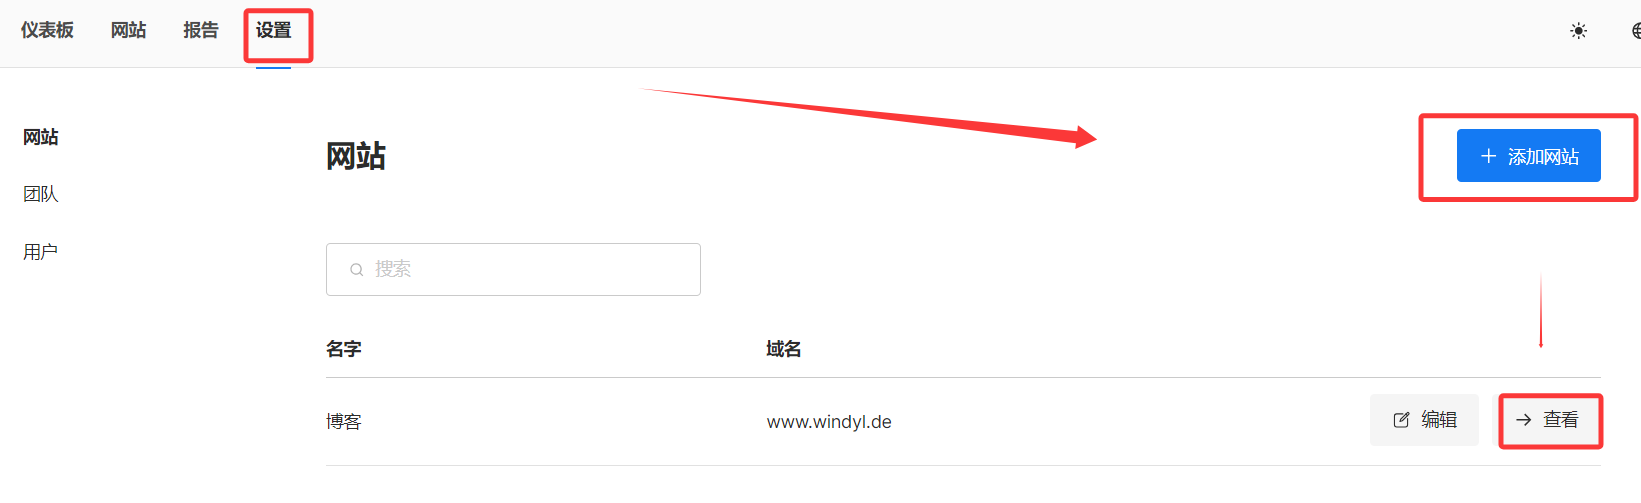 仪表板 网站 报告 设置
网站
团队
用户
网站
添加网站
搜索
名字 域名
博客 www.windyl.de 编辑 查看